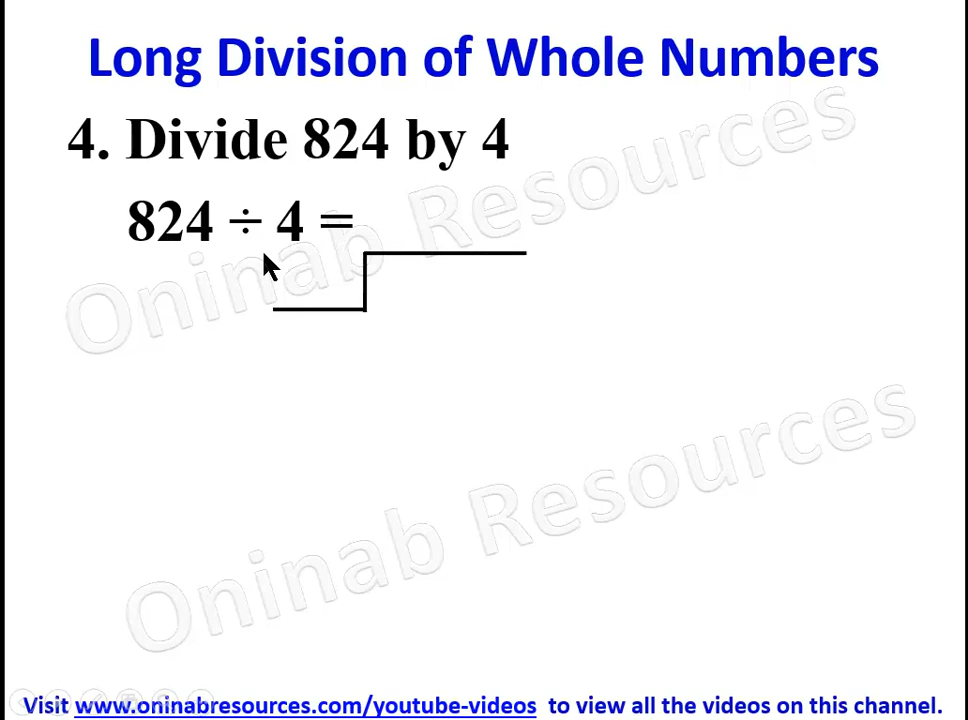 Long Division of Whole Numbers
4. Divide 824 by 4
824 ÷ 4 =
Oninab Resources
Oninab Resources
Visit www.oninabresources.com/youtube-videos to view all the videos on this channel.